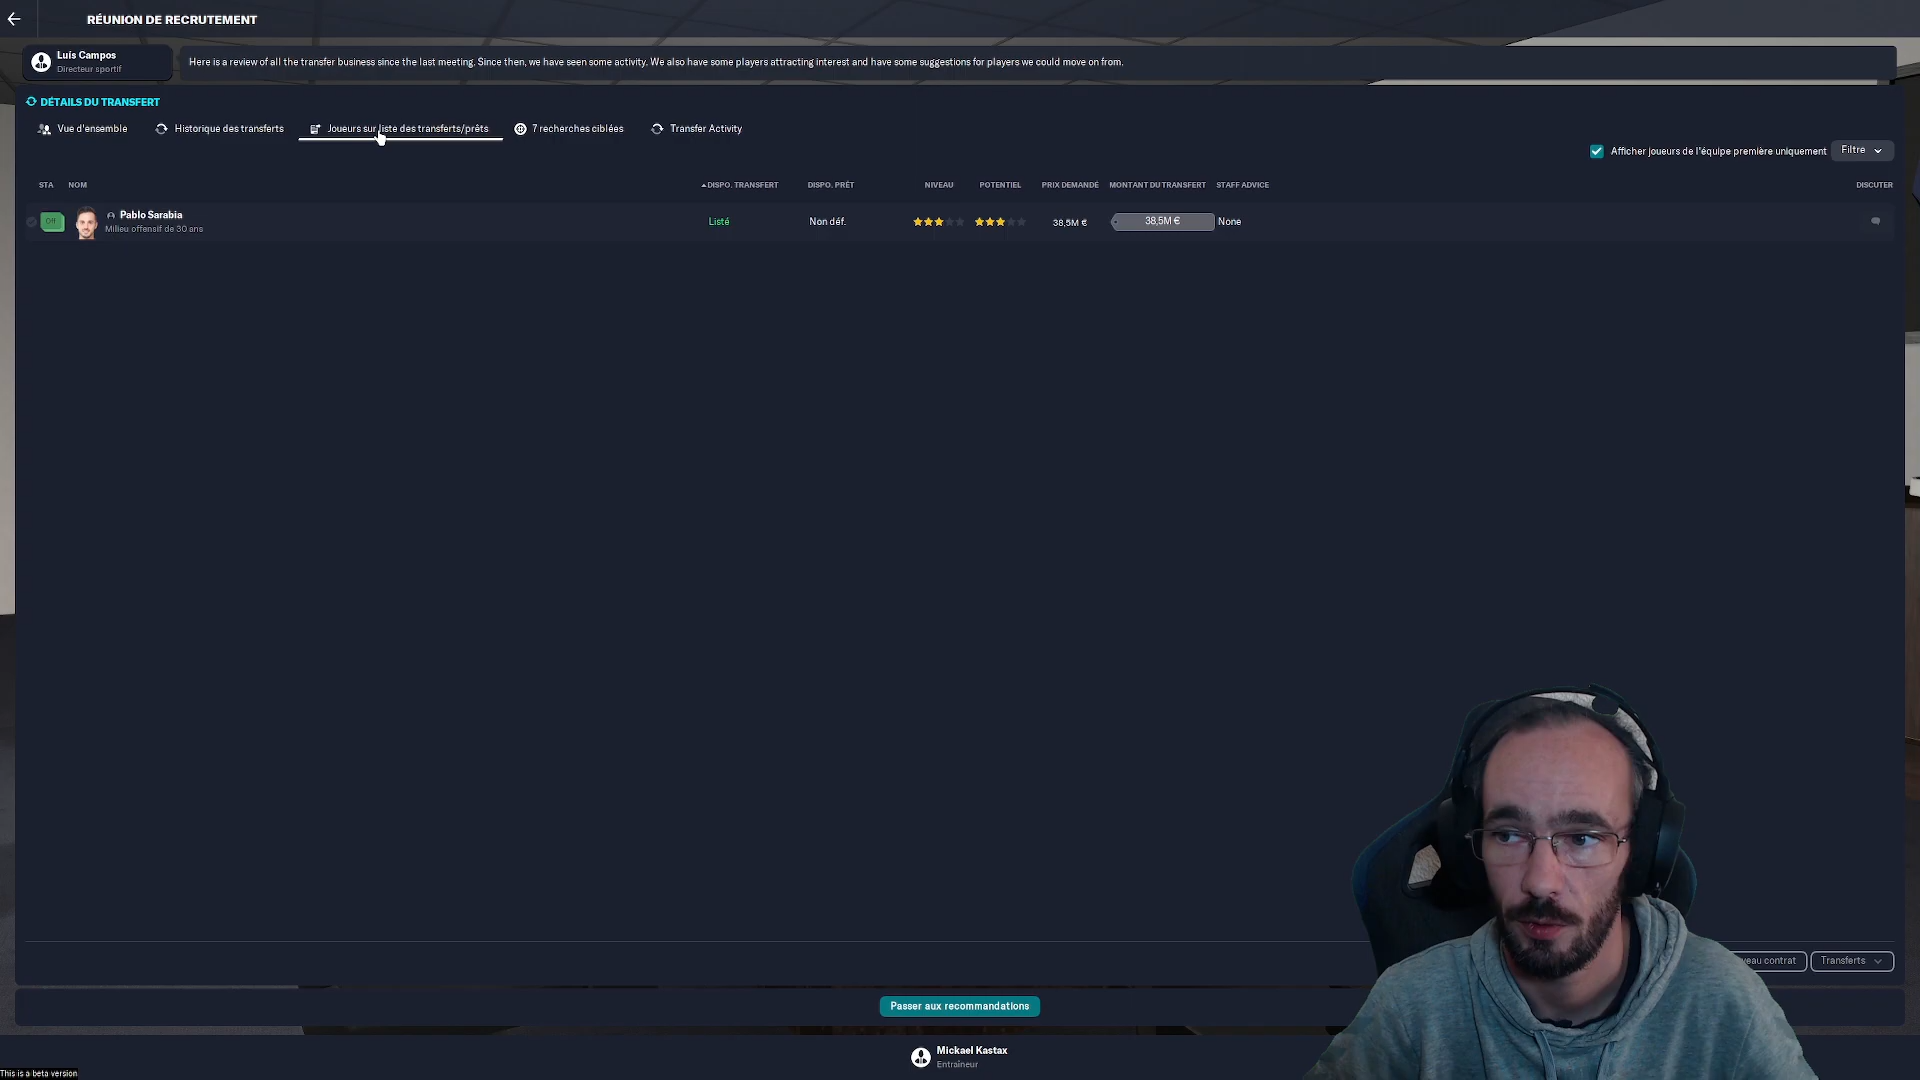 RÉUNION DE RECRUTEMENT
Luís Campos
Directeur sportif
Here is a review of all the transfer business since the last meeting. Since then, we have seen some activity. We also have some players attracting interest and have some suggestions for players we could move on from.
DÉTAILS DU TRANSFERT
Vue d'ensemble
Historique des transferts
Joueurs sur liste des transferts/prêts
7 recherches ciblées
Transfer Activity
Afficher joueurs de l'équipe première uniquement
Filtre
STA NOM DISPO. TRANSFERT DISPO. PRÊT NIVEAU POTENTIEL PRIX DEMANDÉ MONTANT DU TRANSFERT STAFF ADVICE DISCUTER
Off Pablo Sarabia Listé Non déf. 38,5M € 38,5M € None
Milieu offensif de 30 ans
contrat
Transferts
Passer aux recommandations
Mickael Kastax
Entraîneur
This is a beta version